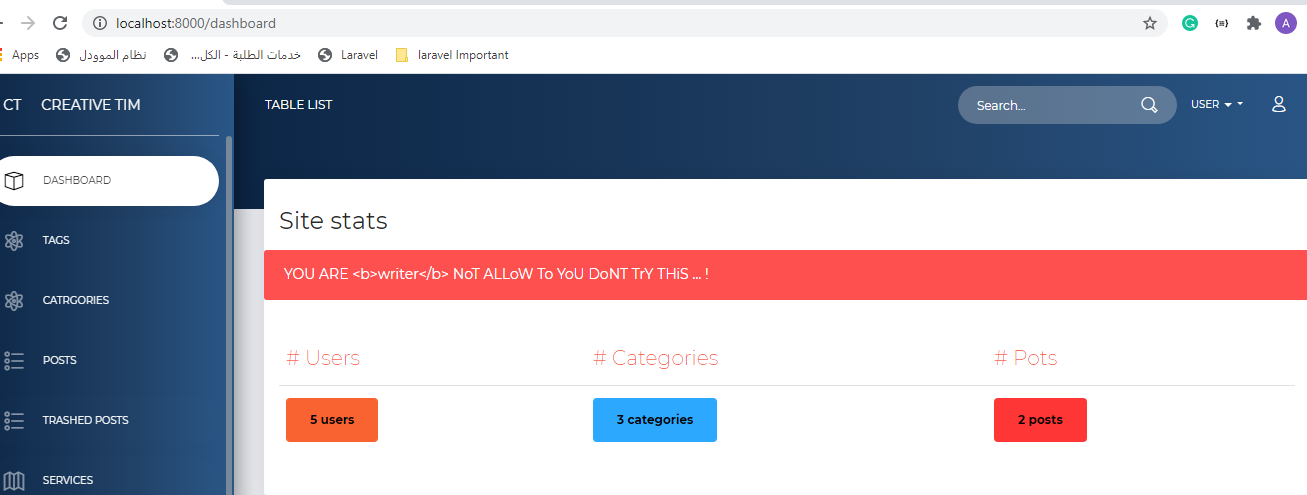 localhost:8000/dashboard
A
Apps نظام الموودل خدمات الطلبة - الكل... Laravel laravel Important
CT CREATIVE TIM
TABLE LIST
Search...
USER
DASHBOARD
TAGS
CATRGORIES
POSTS
TRASHED POSTS
SERVICES
Site stats
YOU ARE <b>writer</b> NoT ALLoW To YoU DoNT TrY THiS ... !
# Users # Categories # Pots
5 users 3 categories 2 posts